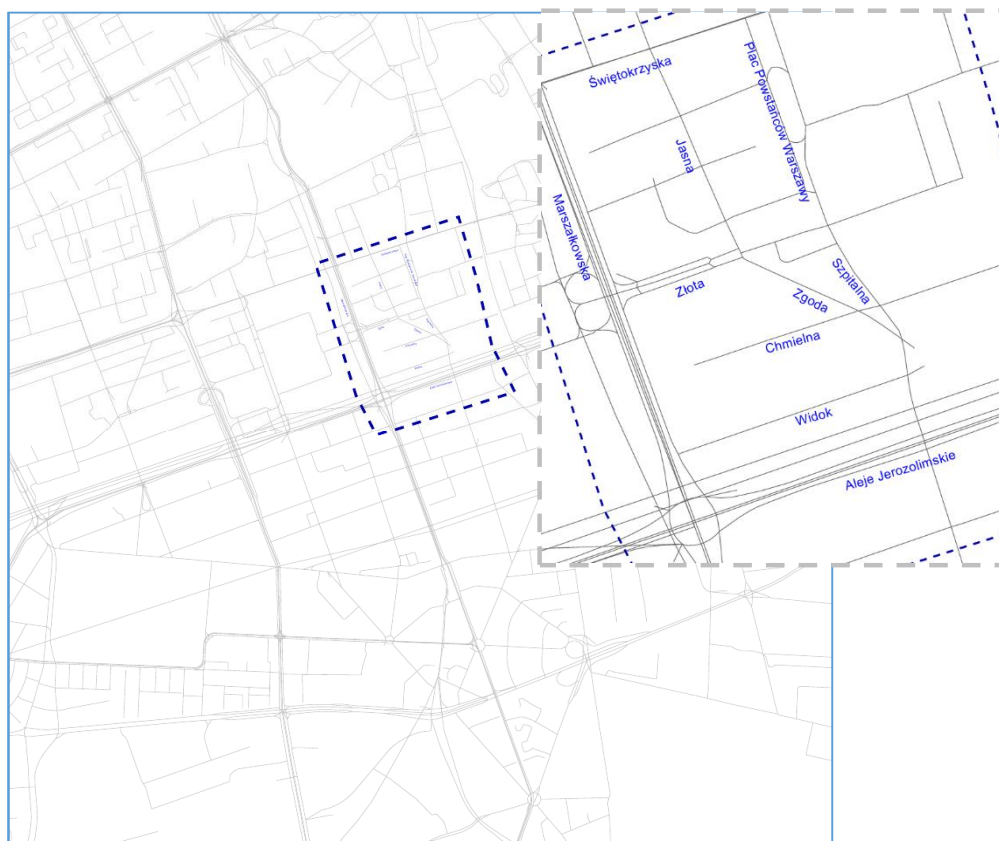 Świętokrzyska
Plac Powstańców Warszawy
Jasna
Marszałkowska
Szpitalna
Złota
Zgoda
Chmielna
Widok
Aleje Jerozolimskie